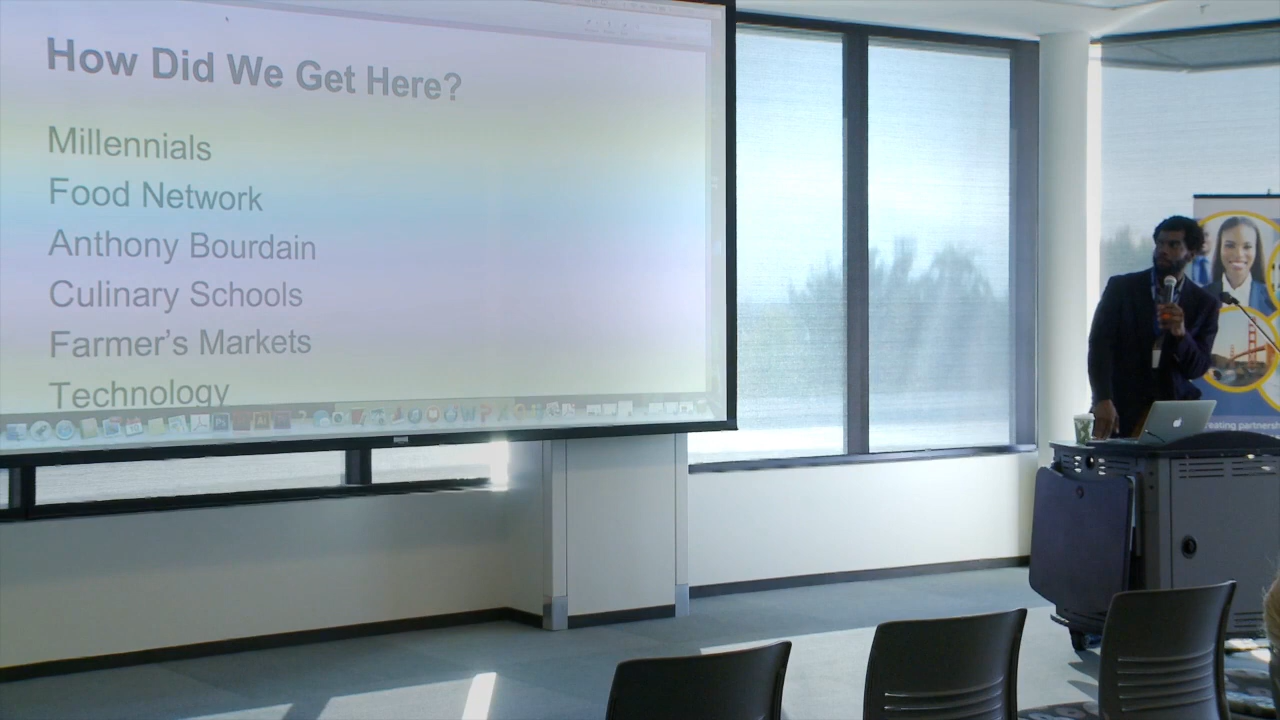 How Did We Get Here?
Millennials
Food Network
Anthony Bourdain
Culinary Schools
Farmer's Markets
Technology